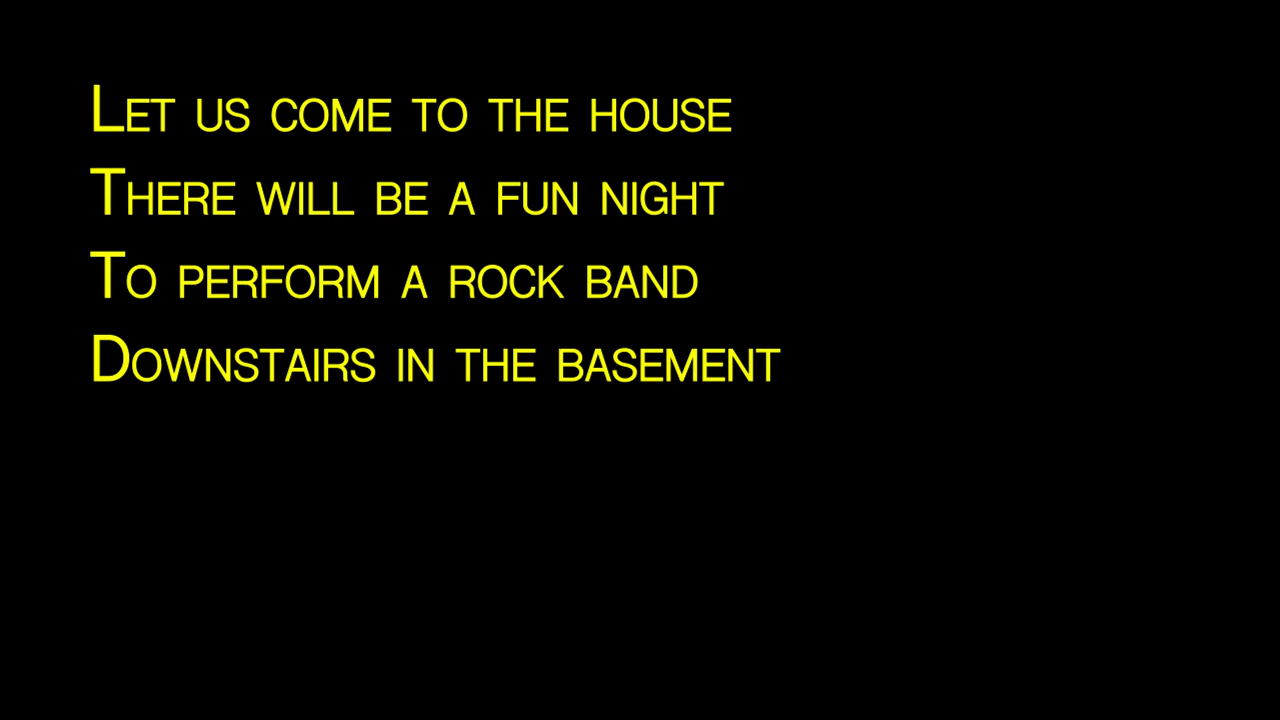 Let us come to the house
There will be a fun night
To perform a rock band
Downstairs in the basement